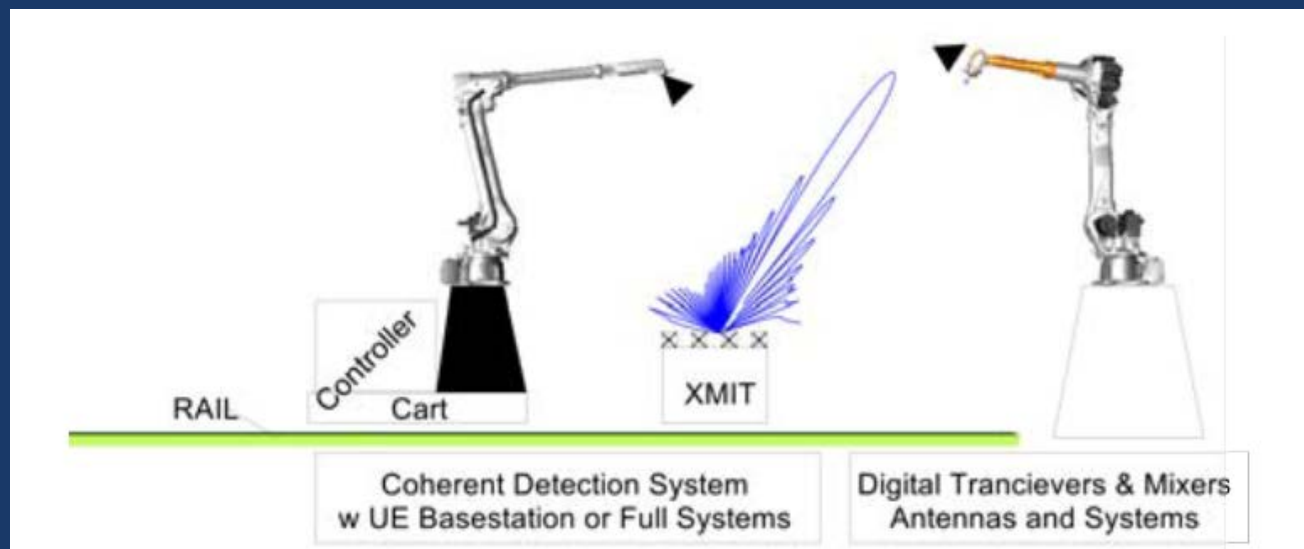 Controller
Cart
RAIL
XMIT
Coherent Detection System
w UE Basestation or Full Systems
Digital Trancievers & Mixers
Antennas and Systems